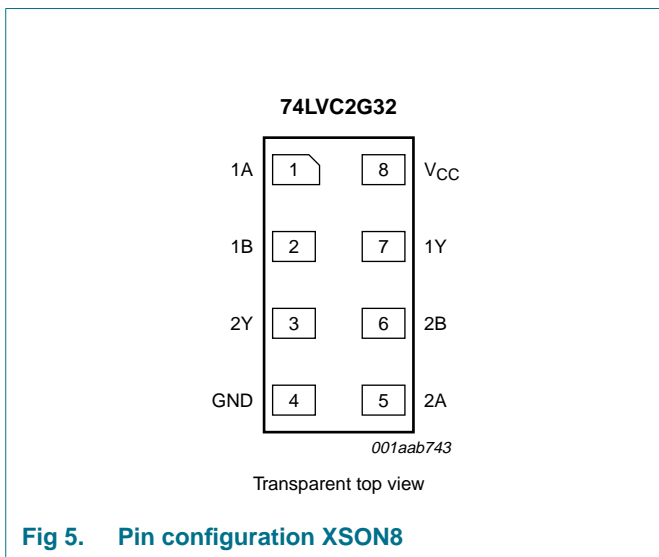 74LVC2G32
1A 1 8 VCC
1B 2 7 1Y
2Y 3 6 2B
GND 4 5 2A
001aab743
Transparent top view
Fig 5. Pin configuration XSON8